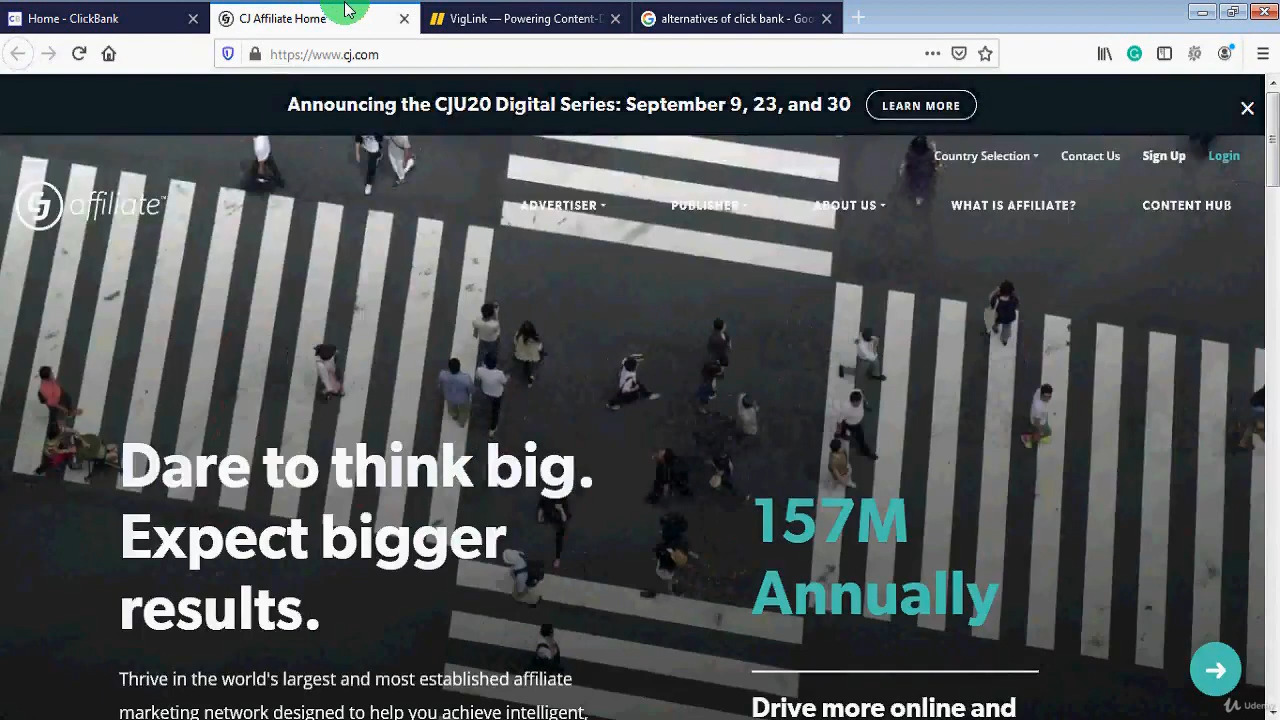 Home - ClickBank
CJ Affiliate Home
VigLink — Powering Content-D
alternatives of click bank - Goo
https://www.cj.com
Announcing the CJU20 Digital Series: September 9, 23, and 30
LEARN MORE
Country Selection
Contact Us
Sign Up
Login
affiliate
ADVERTISER
PUBLISHER
ABOUT US
WHAT IS AFFILIATE?
CONTENT HUB
Dare to think big.
Expect bigger
results.
157M
Annually
Thrive in the world's largest and most established affiliate
marketing network designed to help you achieve intelligent,
Drive more online and
Udemy